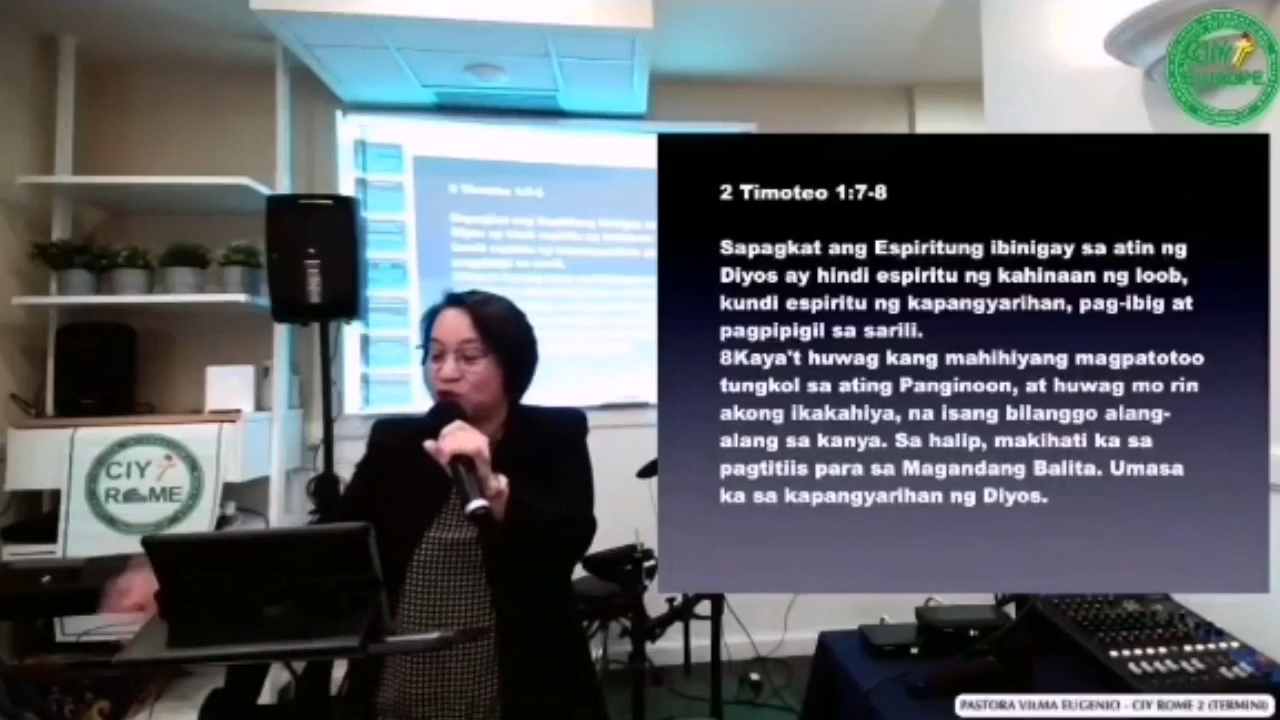 CIY
EUROPE
2 Timoteo 1:7-8
Sapagkat ang Espiritung ibinigay sa atin ng
Diyos ay hindi espiritu ng kahinaan ng loob,
kundi espiritu ng kapangyarihan, pag-ibig at
pagpipigil sa sarili.
8Kaya't huwag kang mahihiyang magpatotoo
tungkol sa ating Panginoon, at huwag mo rin
akong ikakahiya, na isang bilanggo alang-
alang sa kanya. Sa halip, makihati ka sa
pagtitiis para sa Magandang Balita. Umasa
ka sa kapangyarihan ng Diyos.
CIY
ROME
PASTORA VILMA EUGENIO - CIY ROME 2 (TERMINI)